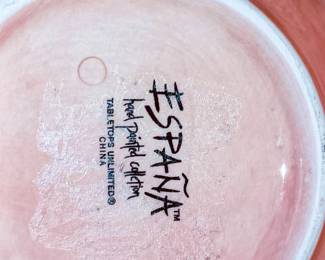 ESPAÑA™
hand painted collection
TABLETOPS UNLIMITED®
CHINA